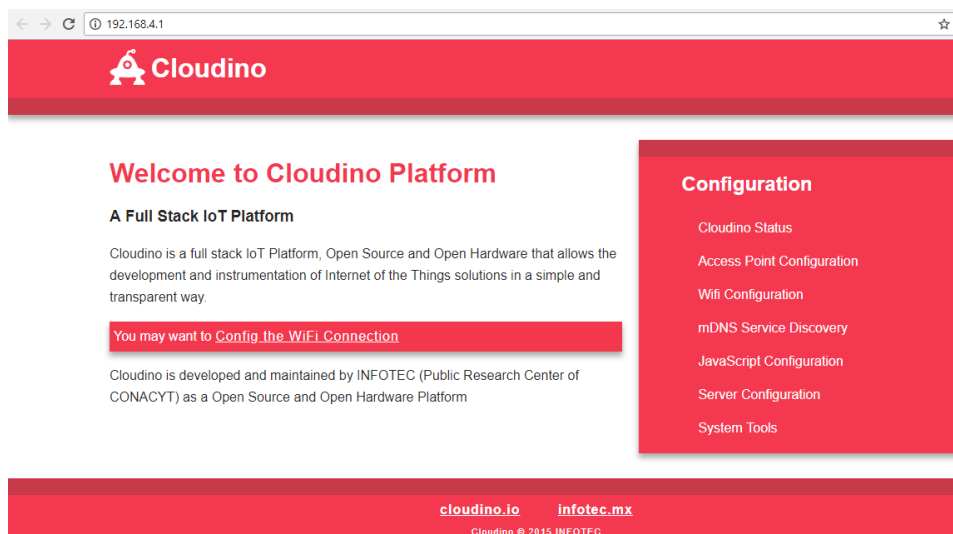 192.168.4.1
Cloudino
Welcome to Cloudino Platform
A Full Stack IoT Platform
Cloudino is a full stack IoT Platform, Open Source and Open Hardware that allows the
development and instrumentation of Internet of the Things solutions in a simple and
transparent way.
You may want to Config the WiFi Connection
Cloudino is developed and maintained by INFOTEC (Public Research Center of
CONACYT) as a Open Source and Open Hardware Platform
Configuration
Cloudino Status
Access Point Configuration
Wifi Configuration
mDNS Service Discovery
JavaScript Configuration
Server Configuration
System Tools
cloudino.io infotec.mx
Cloudino © 2015 INFOTEC